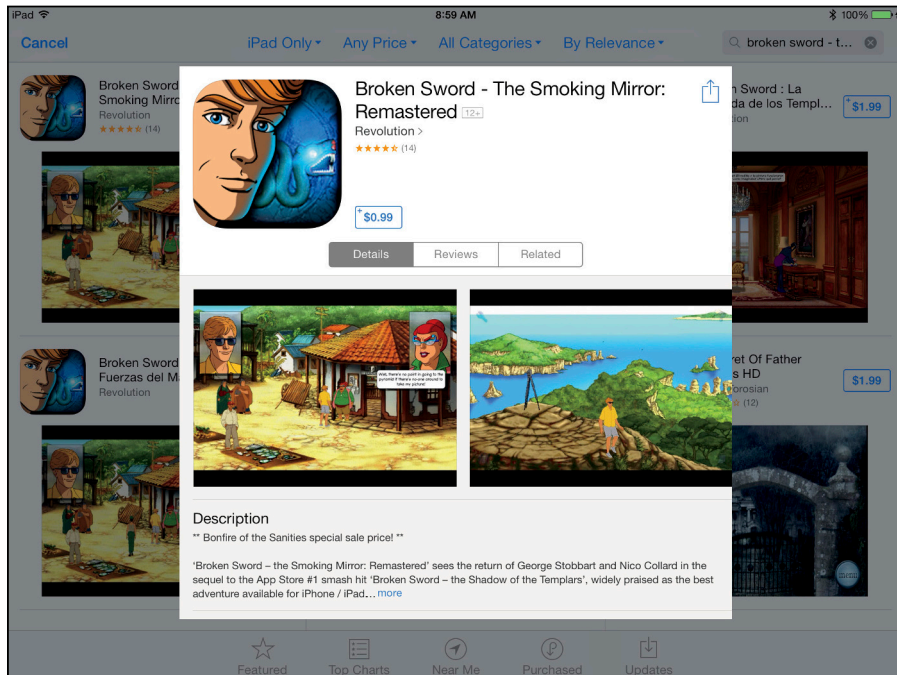 iPad
8:59 AM
100%
Cancel
iPad Only
Any Price
All Categories
By Relevance
broken sword - t...
Broken Sword
Smoking Mirro
Revolution
(14)
Broken Sword - The Smoking Mirror:
Remastered 12+
Revolution >
(14)
+ $0.99
Details
Reviews
Related
n Sword : La
da de los Templ...
ion
+ $1.99
Well, there's no point in going to the
pyramid if there's no-one around to
take my picture!
Broken Sword
Fuerzas del Ma
Revolution
ret Of Father
s HD
orosian
(12)
$1.99
menu
Description
** Bonfire of the Sanities special sale price! **
‘Broken Sword – the Smoking Mirror: Remastered’ sees the return of George Stobbart and Nico Collard in the
sequel to the App Store #1 smash hit ‘Broken Sword – the Shadow of the Templars’, widely praised as the best
adventure available for iPhone / iPad... more
Featured
Top Charts
Near Me
Purchased
Updates